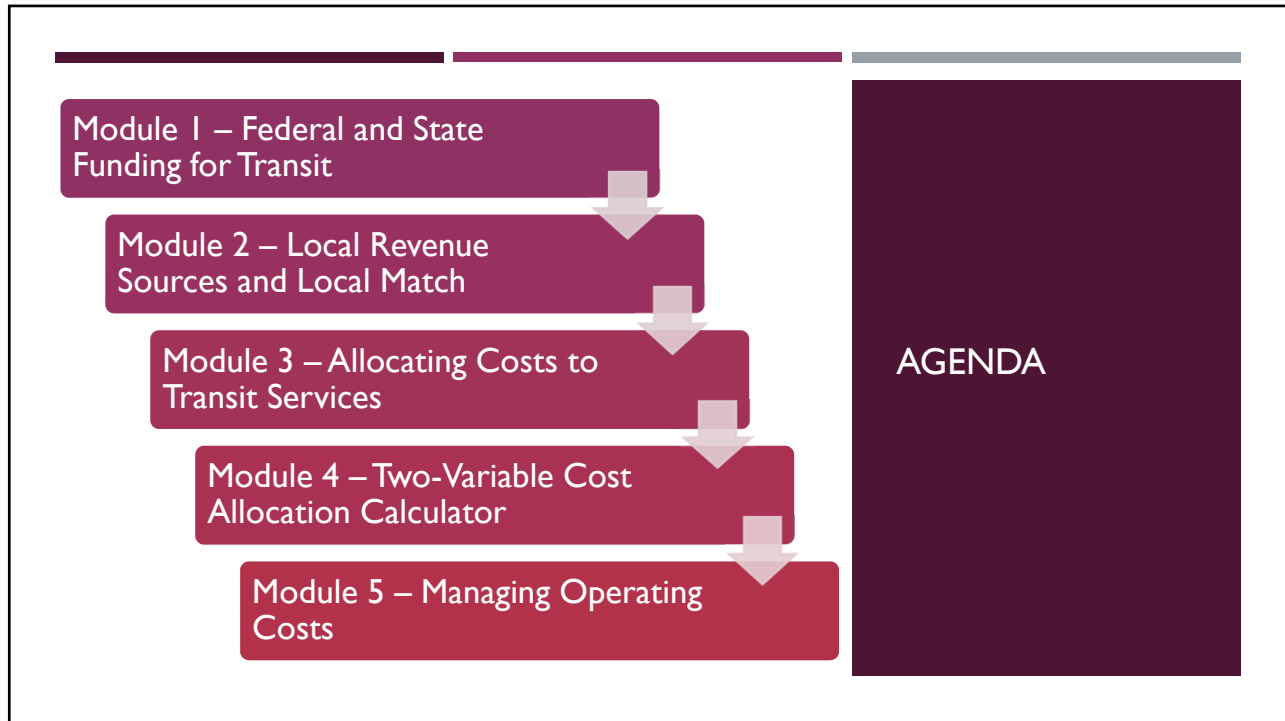 Module 1 – Federal and State
Funding for Transit
Module 2 – Local Revenue
Sources and Local Match
Module 3 – Allocating Costs to
Transit Services
Module 4 – Two-Variable Cost
Allocation Calculator
Module 5 – Managing Operating
Costs
AGENDA